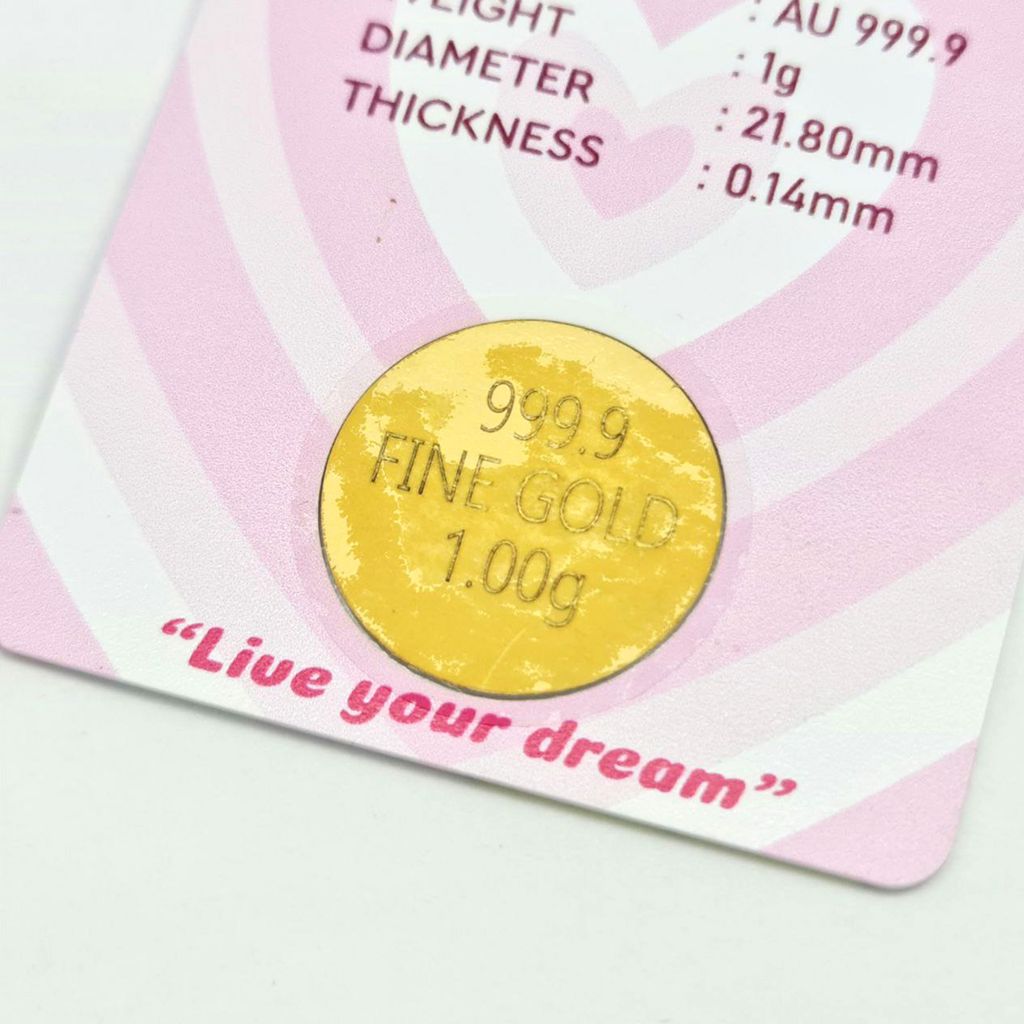 : AU 999.9
WEIGHT : 1g
DIAMETER : 21.80mm
THICKNESS : 0.14mm
999.9
FINE GOLD
1.00g
“Live your dream”